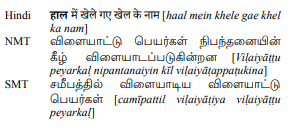 Hindi हाल में खेले गए खेल के नाम [haal mein khele gae khel
ka nam]
NMT விளையாட்டு பெயர்கள் நிபந்தனையின்
கீழ் விளையாடப்படுகின்றன [Viḷaiyāṭṭu
peyarkaḷ nipantanaiyin kīḻ viḷaiyāṭappaṭukina]
SMT சமீபத்தில் விளையாடிய விளையாட்டு
பெயர்கள் [camīpattil viḷaiyāṭiya viḷaiyāṭṭu
peyarkaḷ]